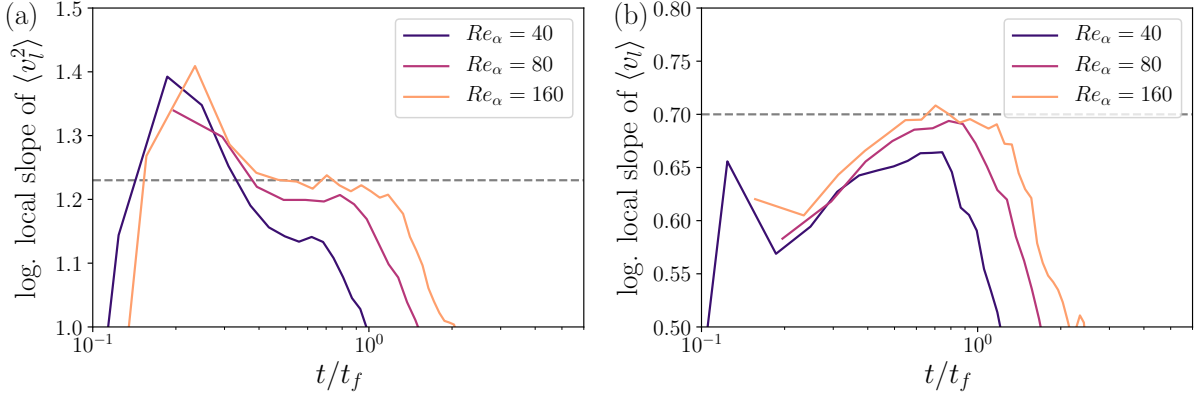 (a)
log. local slope of ⟨v_l^2⟩
1.5
1.4
1.3
1.2
1.1
1.0
10^{-1}
10^0
t/t_f
Re_α = 40
Re_α = 80
Re_α = 160
(b)
log. local slope of ⟨v_l⟩
0.80
0.75
0.70
0.65
0.60
0.55
0.50
10^{-1}
10^0
t/t_f
Re_α = 40
Re_α = 80
Re_α = 160